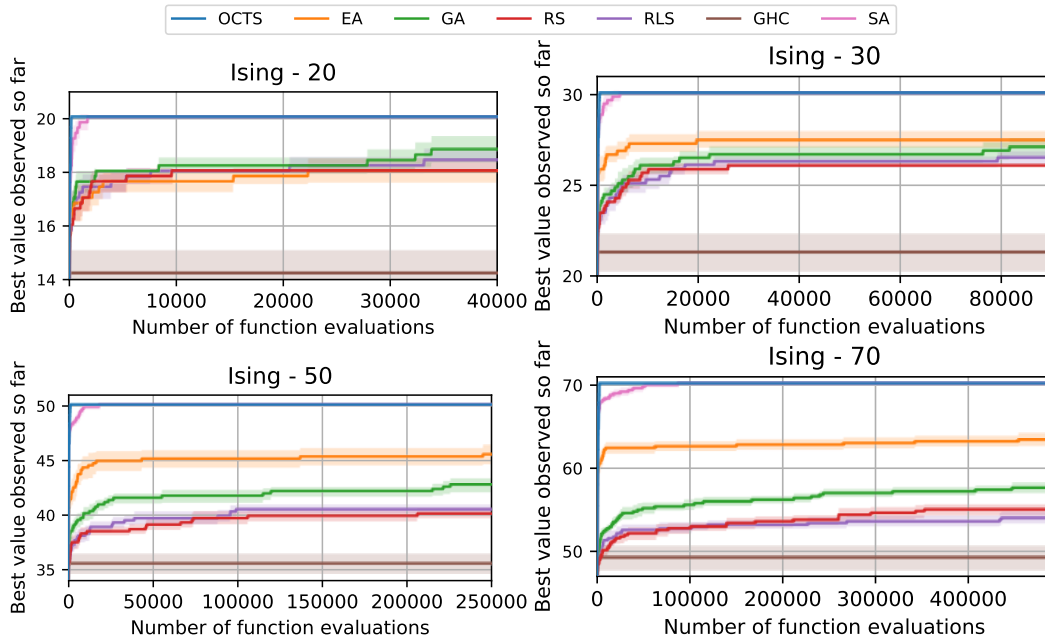 OCTS EA GA RS RLS GHC SA
Ising - 20
Best value observed so far
20
18
16
14
0 10000 20000 30000 40000
Number of function evaluations
Ising - 30
Best value observed so far
30
25
20
0 20000 40000 60000 80000
Number of function evaluations
Ising - 50
Best value observed so far
50
45
40
35
0 50000 100000 150000 200000 250000
Number of function evaluations
Ising - 70
Best value observed so far
70
60
50
0 100000 200000 300000 400000
Number of function evaluations